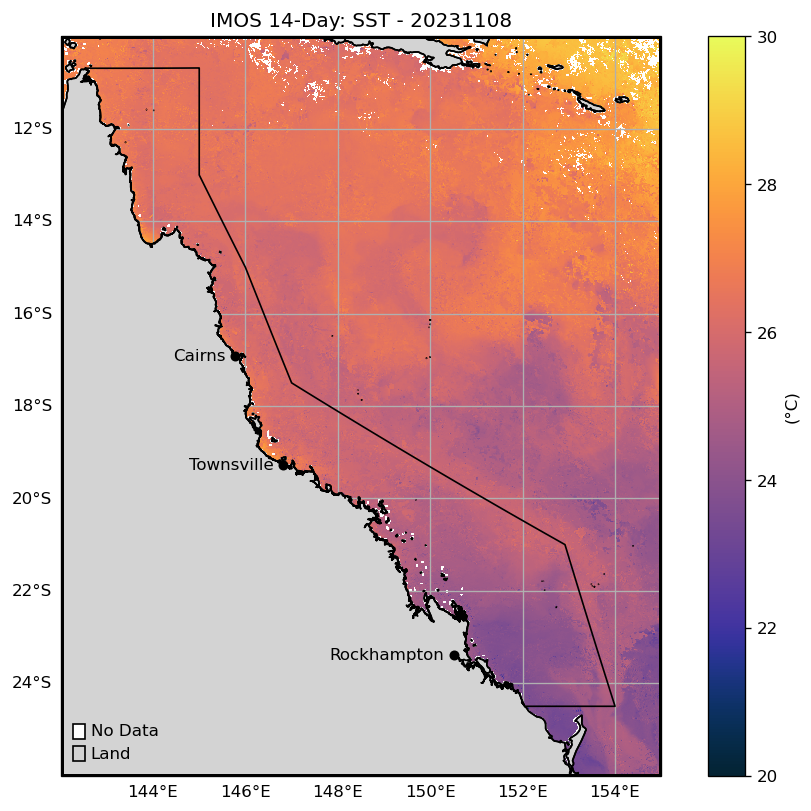 IMOS 14-Day: SST - 20231108
12°S
14°S
16°S
18°S
20°S
22°S
24°S
Cairns
Townsville
Rockhampton
No Data
Land
144°E
146°E
148°E
150°E
152°E
154°E
30
28
26
24
22
20
(°C)